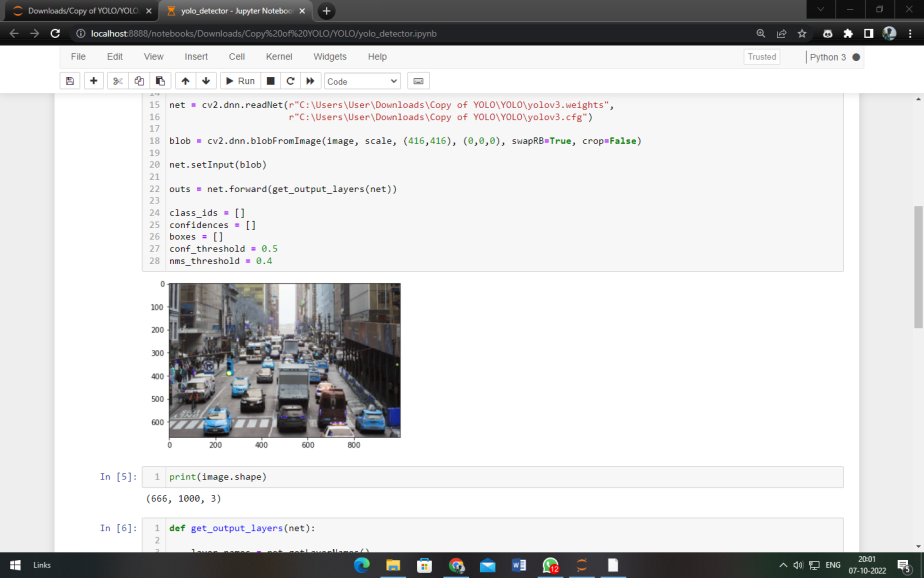 Downloads/Copy of YOLO/YOLO
yolo_detector - Jupyter Noteboo
localhost:8888/notebooks/Downloads/Copy%20of%20YOLO/YOLO/yolo_detector.ipynb
File Edit View Insert Cell Kernel Widgets Help
Trusted
Python 3
Run
Code
14
15 net = cv2.dnn.readNet(r"C:\Users\User\Downloads\Copy of YOLO\YOLO\yolov3.weights",
16 r"C:\Users\User\Downloads\Copy of YOLO\YOLO\yolov3.cfg")
17
18 blob = cv2.dnn.blobFromImage(image, scale, (416,416), (0,0,0), swapRB=True, crop=False)
19
20 net.setInput(blob)
21
22 outs = net.forward(get_output_layers(net))
23
24 class_ids = []
25 confidences = []
26 boxes = []
27 conf_threshold = 0.5
28 nms_threshold = 0.4
0
100
200
300
400
500
600
0 200 400 600 800
In [5]: 1 print(image.shape)
(666, 1000, 3)
In [6]: 1 def get_output_layers(net):
2
3 layer_names = net.getLayerNames()
Links
12
ENG
20:01
07-10-2022
5